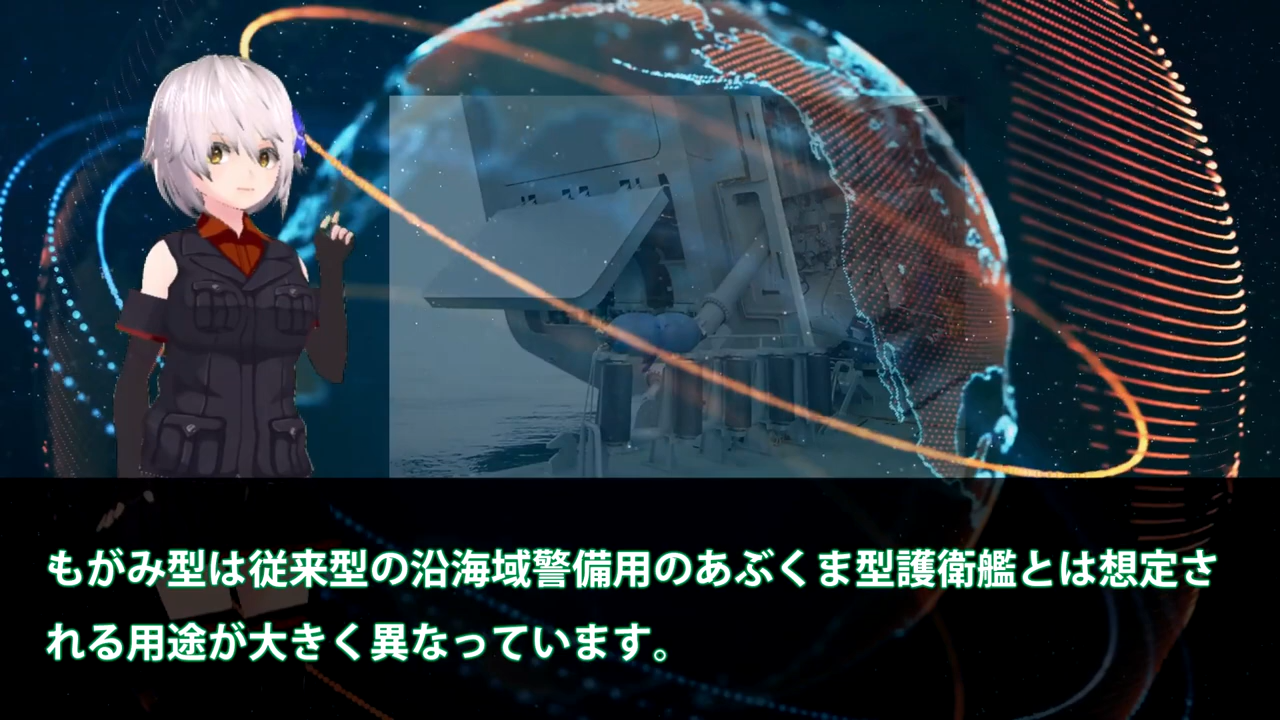 もがみ型は従来型の沿海域警備用のあぶくま型護衛艦とは想定さ
れる用途が大きく異なっています。